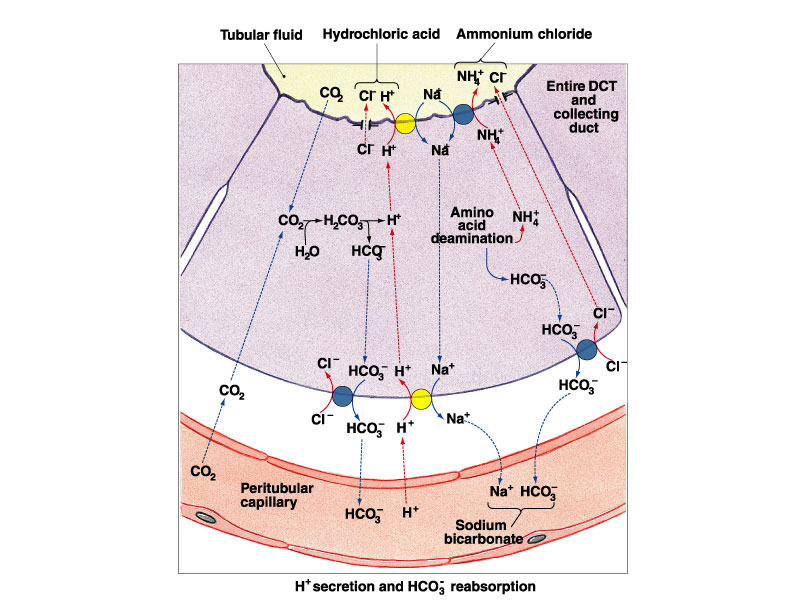 Tubular fluid
Hydrochloric acid
Ammonium chloride
NH₄⁺ Cl⁻
CO₂
Cl⁻ H⁺
Na⁺
Entire DCT
and
collecting
duct
NH₄⁺
Cl⁻ H⁺
Na⁺
Amino
acid
deamination
NH₄⁺
CO₂ H₂CO₃ H⁺
H₂O
HCO₃⁻
HCO₃⁻
Cl⁻
HCO₃⁻
Cl⁻
HCO₃⁻
H⁺
Na⁺
Cl⁻
HCO₃⁻
CO₂
Cl⁻
HCO₃⁻
H⁺
Na⁺
CO₂
Peritubular
capillary
HCO₃⁻
H⁺
Na⁺ HCO₃⁻
Sodium
bicarbonate
H⁺ secretion and HCO₃⁻ reabsorption